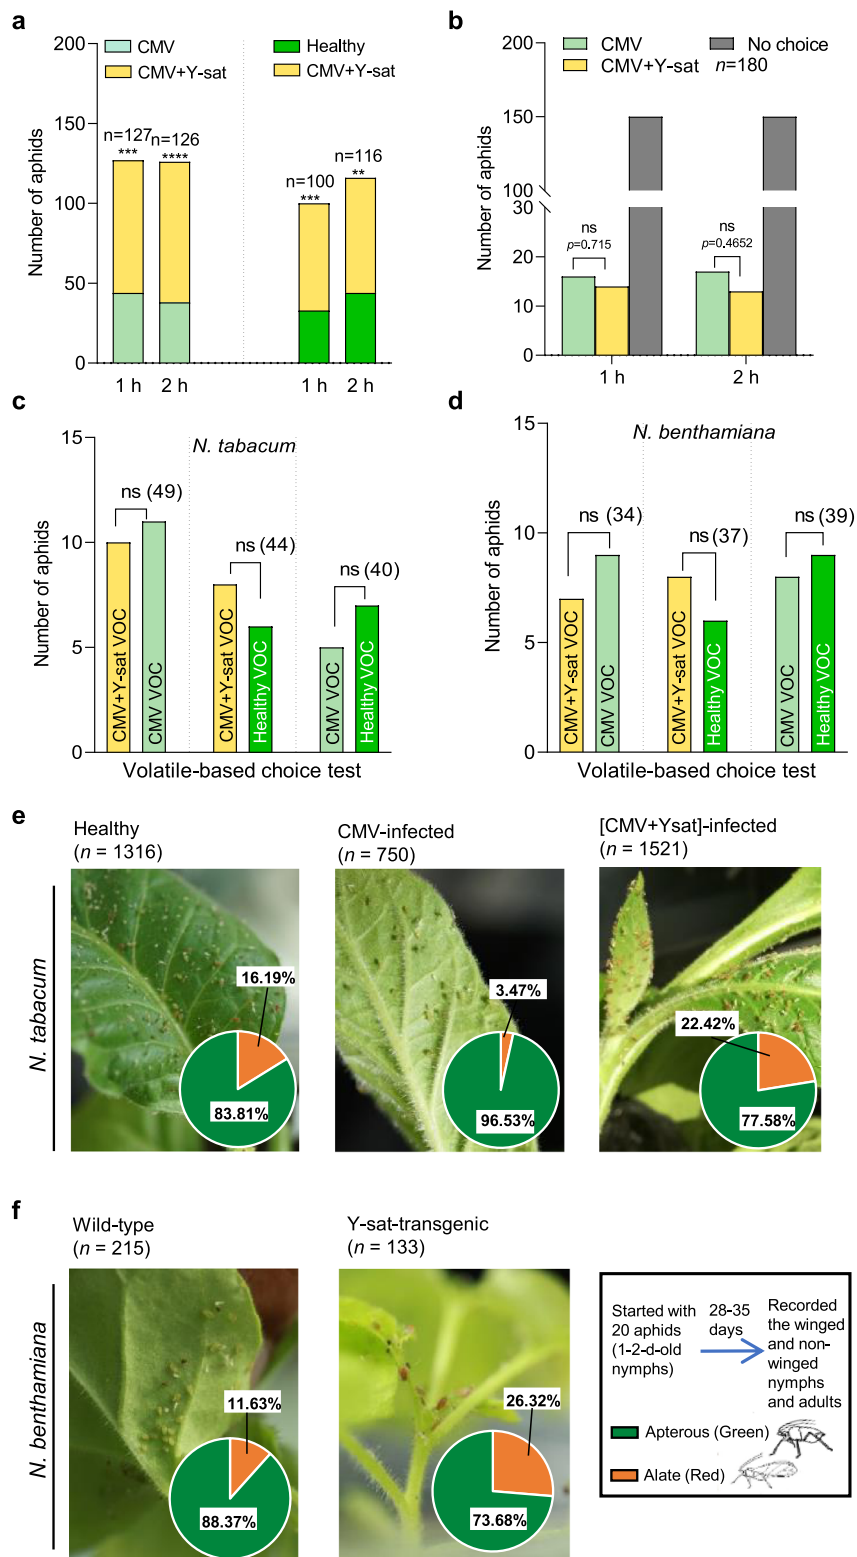 a
200
150
100
50
0
Number of aphids
CMV
CMV+Y-sat
Healthy
CMV+Y-sat
n=127
n=126
***
****
n=100
***
n=116
**
1 h
2 h
1 h
2 h
b
200
150
100
30
20
10
0
Number of aphids
CMV
CMV+Y-sat
No choice
n=180
ns
p=0.715
ns
p=0.4652
1 h
2 h
c
15
10
5
0
Number of aphids
N. tabacum
ns (49)
ns (44)
ns (40)
CMV+Y-sat VOC
CMV VOC
CMV+Y-sat VOC
Healthy VOC
CMV VOC
Healthy VOC
Volatile-based choice test
d
15
10
5
0
Number of aphids
N. benthamiana
ns (34)
ns (37)
ns (39)
CMV+Y-sat VOC
CMV VOC
CMV+Y-sat VOC
Healthy VOC
CMV VOC
Healthy VOC
Volatile-based choice test
e
N. tabacum
Healthy
(n = 1316)
16.19%
83.81%
CMV-infected
(n = 750)
3.47%
96.53%
[CMV+Ysat]-infected
(n = 1521)
22.42%
77.58%
f
N. benthamiana
Wild-type
(n = 215)
11.63%
88.37%
Y-sat-transgenic
(n = 133)
26.32%
73.68%
Started with
20 aphids
(1-2-d-old
nymphs)
28-35
days
Recorded
the winged
and non-
winged
nymphs
and adults
Apterous (Green)
Alate (Red)